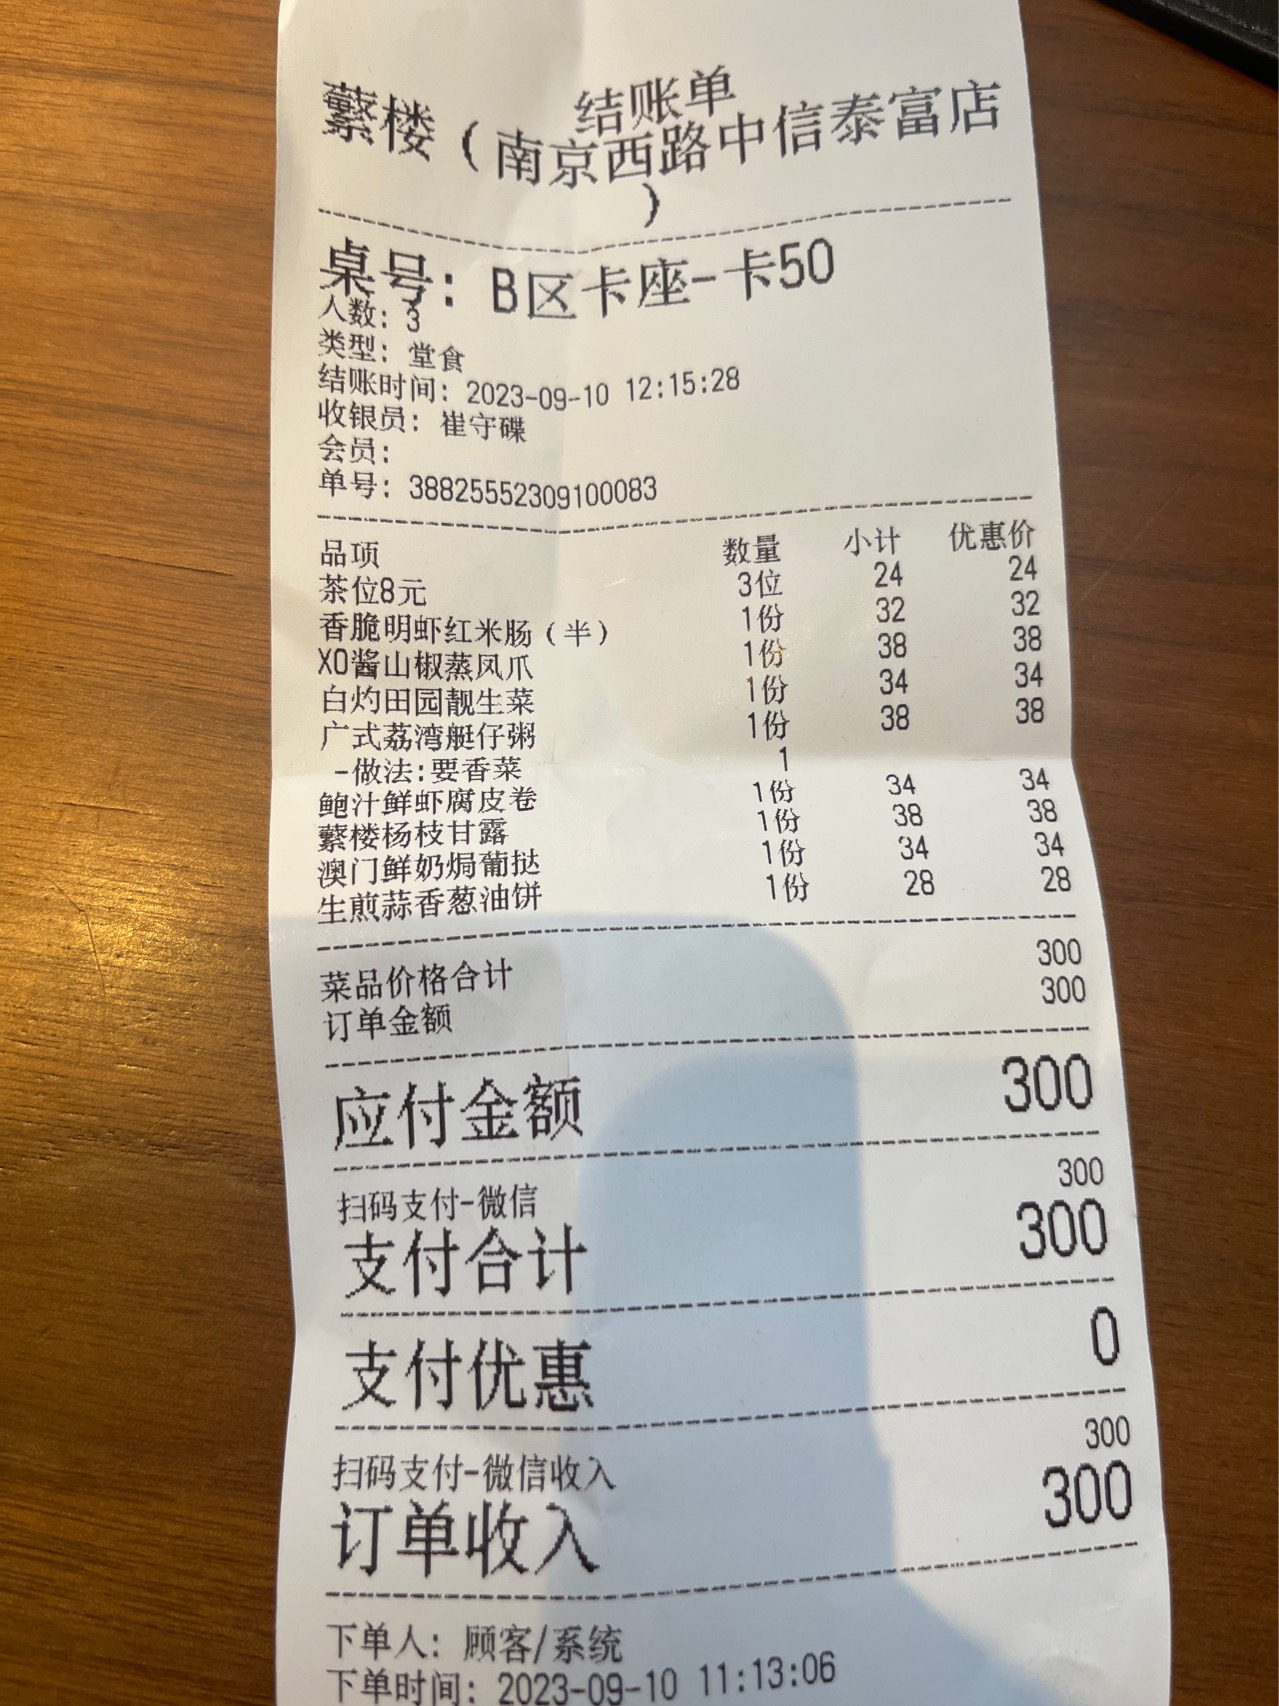 结账单
蘩楼（南京西路中信泰富店
）
桌号：B区卡座-卡50
人数：3
类型：堂食
结账时间：2023-09-10 12:15:28
收银员：崔守碟
会员：
单号：38825552309100083
品项 数量 小计 优惠价
茶位8元 3位 24 24
香脆明虾红米肠（半） 1份 32 32
XO酱山椒蒸凤爪 1份 38 38
白灼田园靓生菜 1份 34 34
广式荔湾艇仔粥 1份 38 38
-做法:要香菜 1
鲍汁鲜虾腐皮卷 1份 34 34
蘩楼杨枝甘露 1份 38 38
澳门鲜奶焗葡挞 1份 34 34
生煎蒜香葱油饼 1份 28 28
菜品价格合计 300
订单金额 300
应付金额 300
扫码支付-微信 300
支付合计 300
支付优惠 0
扫码支付-微信收入 300
订单收入 300
下单人：顾客/系统
下单时间：2023-09-10 11:13:06